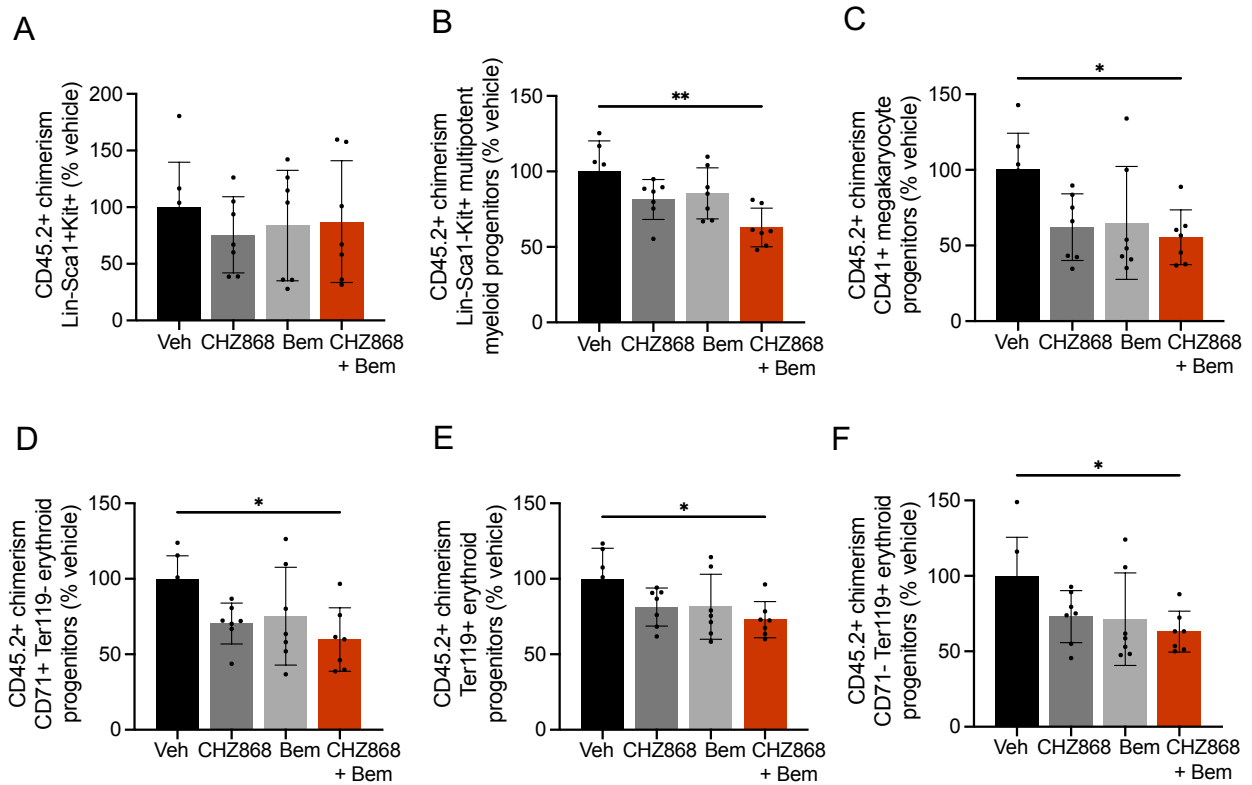 A
CD45.2+ chimerism
Lin-Sca1+Kit+ (% vehicle)
200
150
100
50
0
Veh CHZ868 Bem CHZ868
+ Bem
B
CD45.2+ chimerism
Lin-Sca1-Kit+ multipotent
myeloid progenitors (% vehicle)
150
100
50
0
**
Veh CHZ868 Bem CHZ868
+ Bem
C
CD45.2+ chimerism
CD41+ megakaryocyte
progenitors (% vehicle)
150
100
50
0
*
Veh CHZ868 Bem CHZ868
+ Bem
D
CD45.2+ chimerism
CD71+ Ter119- erythroid
progenitors (% vehicle)
150
100
50
0
*
Veh CHZ868 Bem CHZ868
+ Bem
E
CD45.2+ chimerism
Ter119+ erythroid
progenitors (% vehicle)
150
100
50
0
*
Veh CHZ868 Bem CHZ868
+ Bem
F
CD45.2+ chimerism
CD71- Ter119+ erythroid
progenitors (% vehicle)
150
100
50
0
*
Veh CHZ868 Bem CHZ868
+ Bem